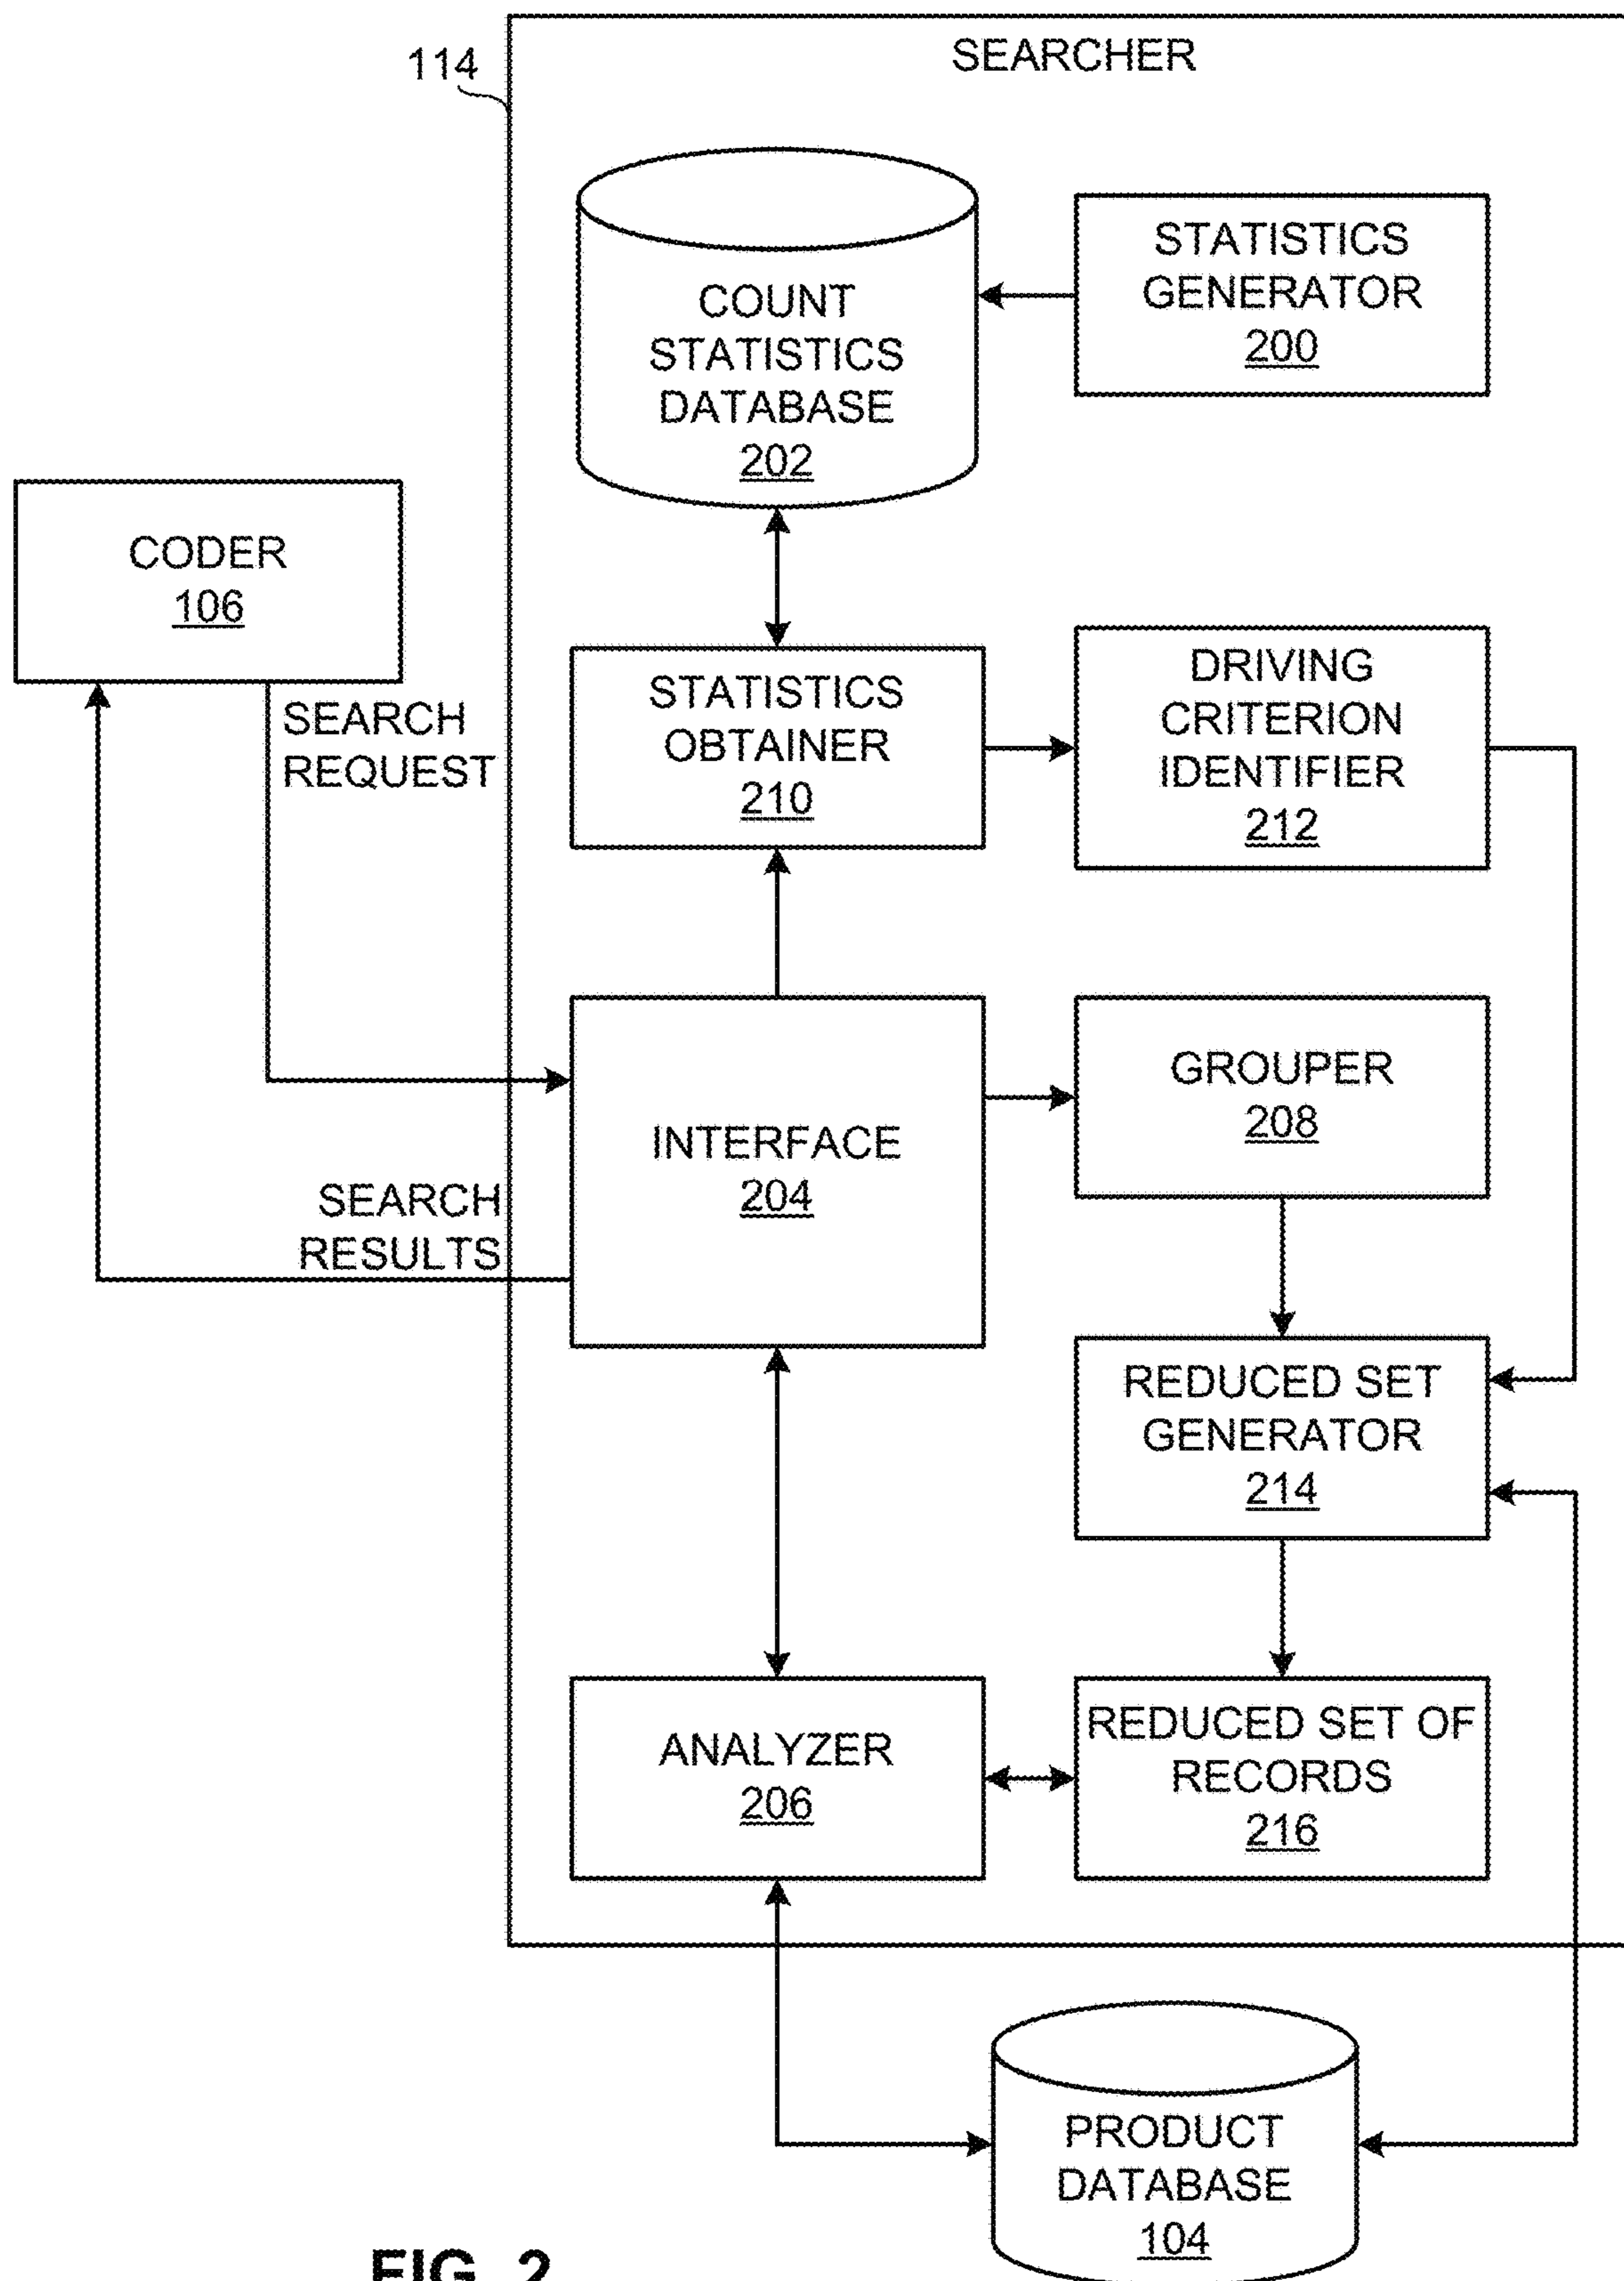 114
SEARCHER
COUNT
STATISTICS
DATABASE
202
STATISTICS
GENERATOR
200
CODER
106
SEARCH
REQUEST
STATISTICS
OBTAINER
210
DRIVING
CRITERION
IDENTIFIER
212
INTERFACE
204
GROUPER
208
SEARCH
RESULTS
REDUCED SET
GENERATOR
214
ANALYZER
206
REDUCED SET OF
RECORDS
216
PRODUCT
DATABASE
104
FIG. 2